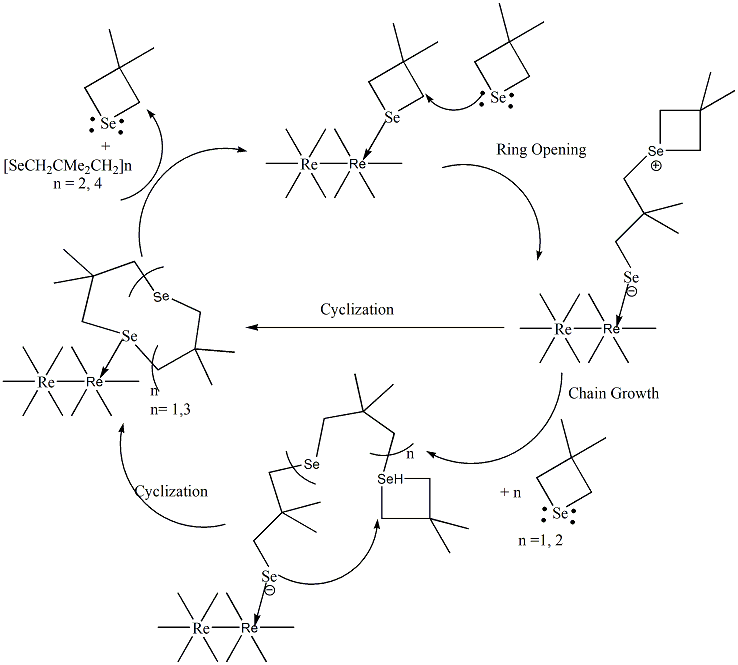 Se
+
[SeCH₂CMe₂CH₂]n
n = 2, 4
Se
Re
Re
Se
Ring Opening
Se
⊕
Se
⊖
Re
Re
Cyclization
Se
Se
Re
Re
n
n= 1,3
Chain Growth
Se
n
SeH
+ n
Se
n =1, 2
Cyclization
Se
⊖
Re
Re